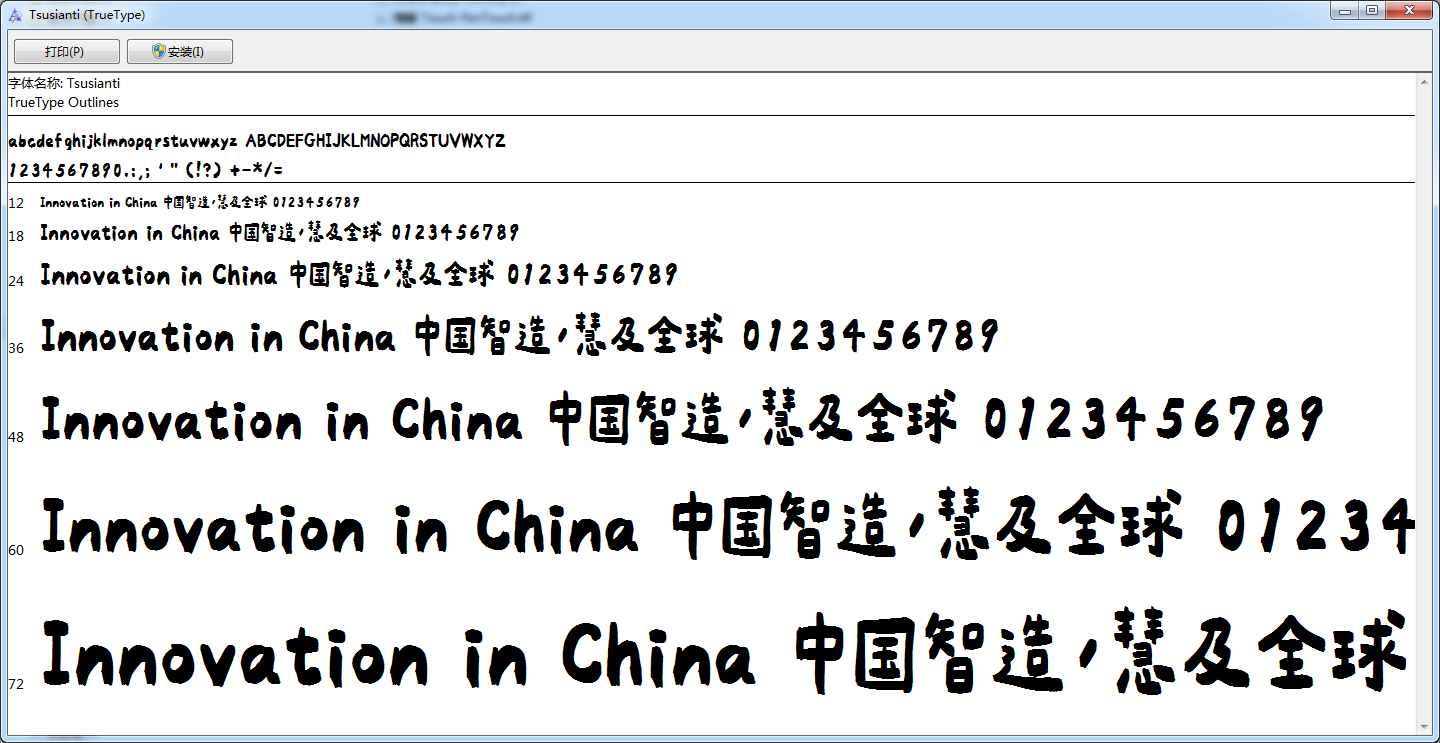 Tsusianti (TrueType)
打印(P) 安装(I)
字体名称: Tsusianti
TrueType Outlines
abcdefghijklmnopqrstuvwxyz ABCDEFGHIJKLMNOPQRSTUVWXYZ
1234567890.:,; ' " (!?) +-*/=
12 Innovation in China 中国智造,慧及全球 0123456789
18 Innovation in China 中国智造,慧及全球 0123456789
24 Innovation in China 中国智造,慧及全球 0123456789
36 Innovation in China 中国智造,慧及全球 0123456789
48 Innovation in China 中国智造,慧及全球 0123456789
60 Innovation in China 中国智造,慧及全球 01234
72 Innovation in China 中国智造,慧及全球